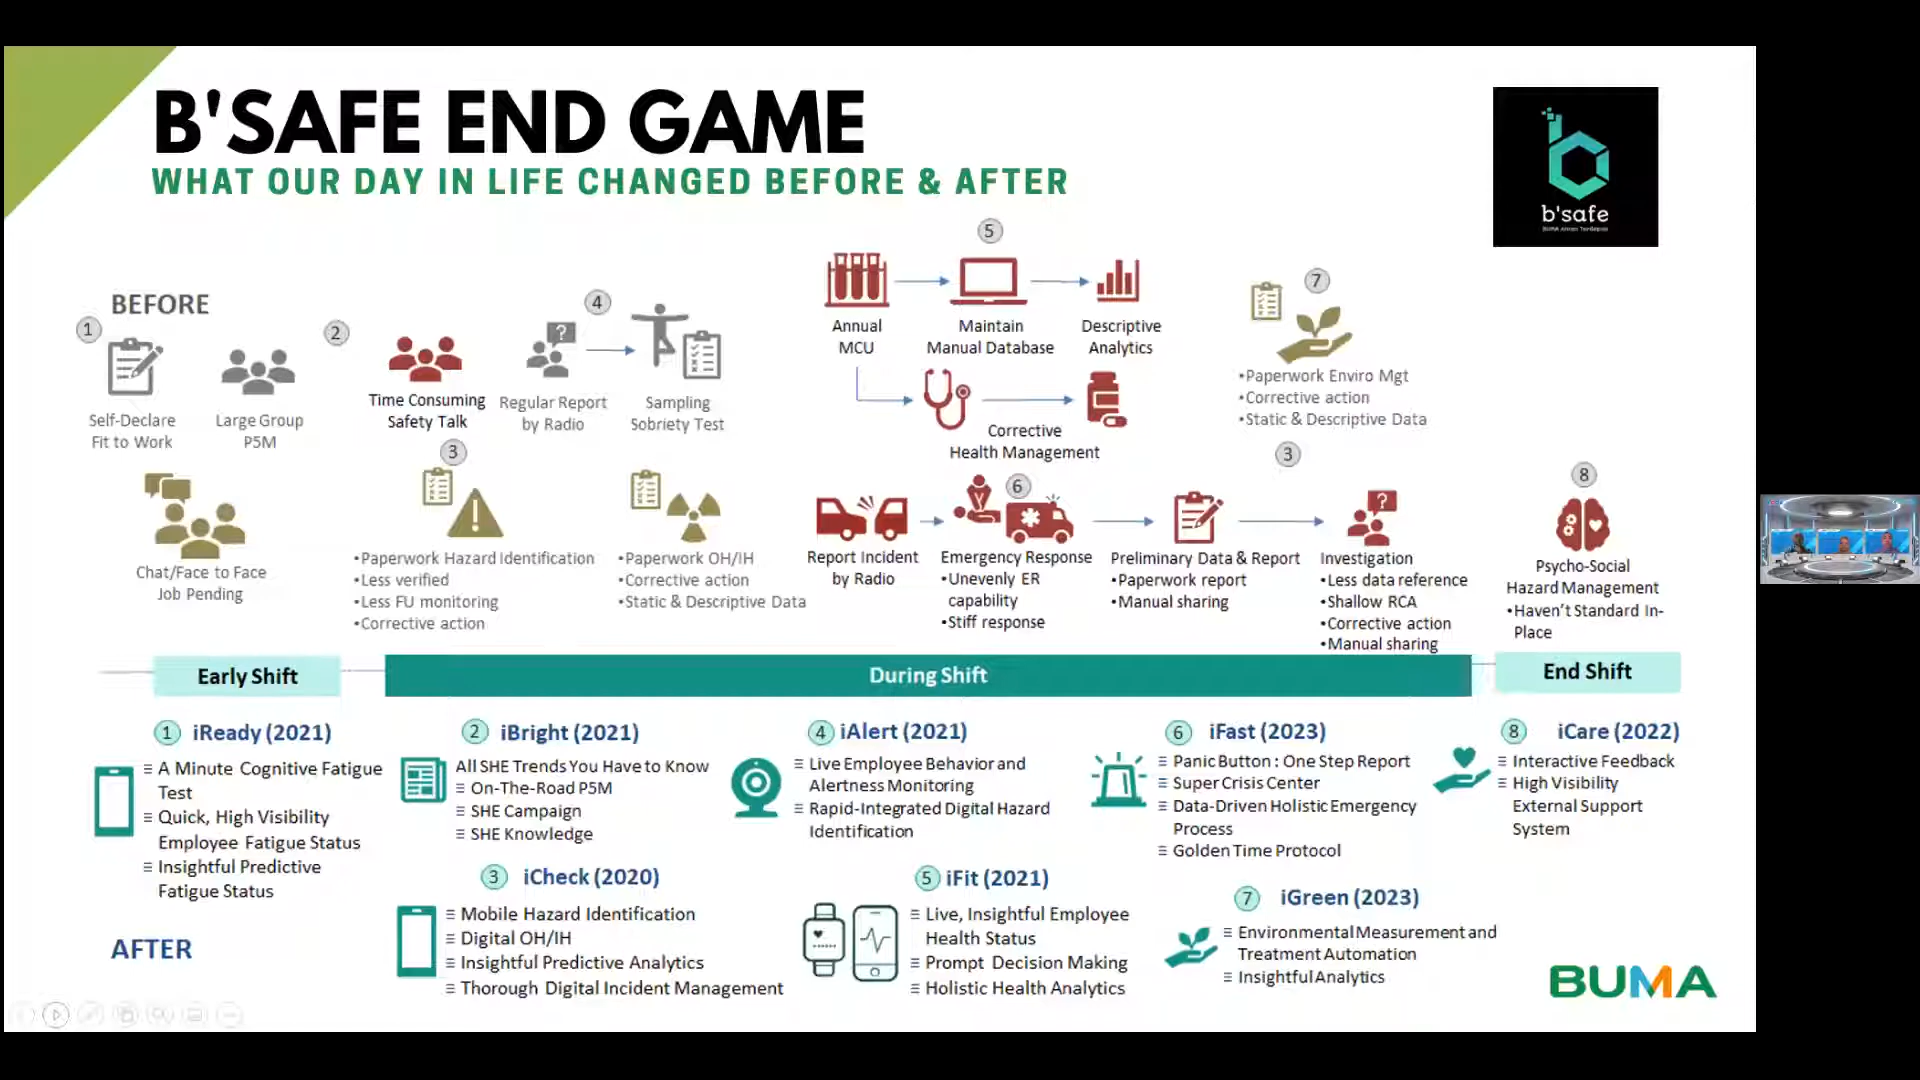 B'SAFE END GAME
WHAT OUR DAY IN LIFE CHANGED BEFORE & AFTER
b'safe
BEFORE
1
Self-Declare
Fit to Work
Large Group
P5M
Chat/Face to Face
Job Pending
2
Time Consuming
Safety Talk
4
Regular Report
by Radio
Sampling
Sobriety Test
3
•Paperwork Hazard Identification
•Less verified
•Less FU monitoring
•Corrective action
•Paperwork OH/IH
•Corrective action
•Static & Descriptive Data
5
Annual
MCU
Maintain
Manual Database
Descriptive
Analytics
Corrective
Health Management
7
•Paperwork Enviro Mgt
•Corrective action
•Static & Descriptive Data
Report Incident
by Radio
6
Emergency Response
•Unevenly ER
capability
•Stiff response
Preliminary Data & Report
•Paperwork report
•Manual sharing
3
Investigation
•Less data reference
•Shallow RCA
•Corrective action
•Manual sharing
8
Psycho-Social
Hazard Management
•Haven't Standard In-
Place
Early Shift
During Shift
End Shift
1 iReady (2021)
A Minute Cognitive Fatigue
Test
Quick, High Visibility
Employee Fatigue Status
Insightful Predictive
Fatigue Status
2 iBright (2021)
All SHE Trends You Have to Know
On-The-Road P5M
SHE Campaign
SHE Knowledge
3 iCheck (2020)
Mobile Hazard Identification
Digital OH/IH
Insightful Predictive Analytics
Thorough Digital Incident Management
4 iAlert (2021)
Live Employee Behavior and
Alertness Monitoring
Rapid-Integrated Digital Hazard
Identification
5 iFit (2021)
Live, Insightful Employee
Health Status
Prompt Decision Making
Holistic Health Analytics
6 iFast (2023)
Panic Button : One Step Report
Super Crisis Center
Data-Driven Holistic Emergency
Process
Golden Time Protocol
7 iGreen (2023)
Environmental Measurement and
Treatment Automation
Insightful Analytics
8 iCare (2022)
Interactive Feedback
High Visibility
External Support
System
AFTER
BUMA